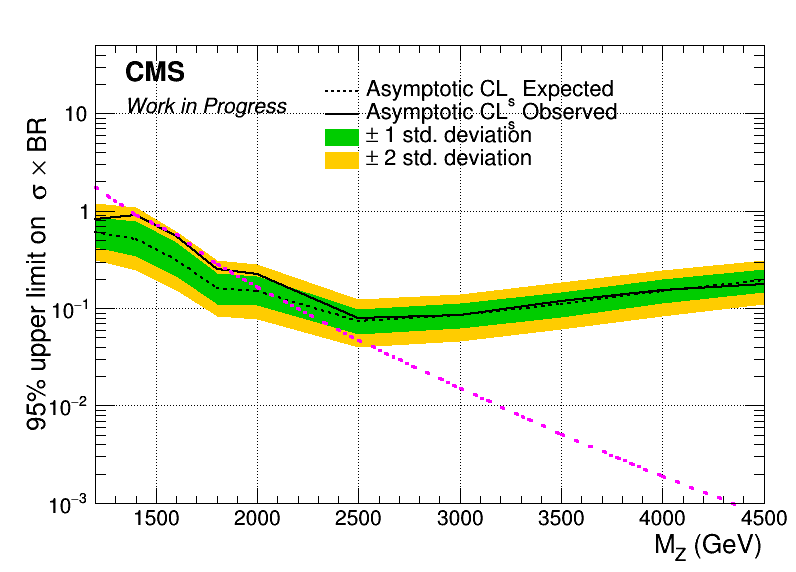 CMS
Work in Progress
Asymptotic CLs Expected
Asymptotic CLs Observed
± 1 std. deviation
± 2 std. deviation
95% upper limit on σ × BR
10
1
10⁻¹
10⁻²
10⁻³
1500 2000 2500 3000 3500 4000 4500
M_Z (GeV)